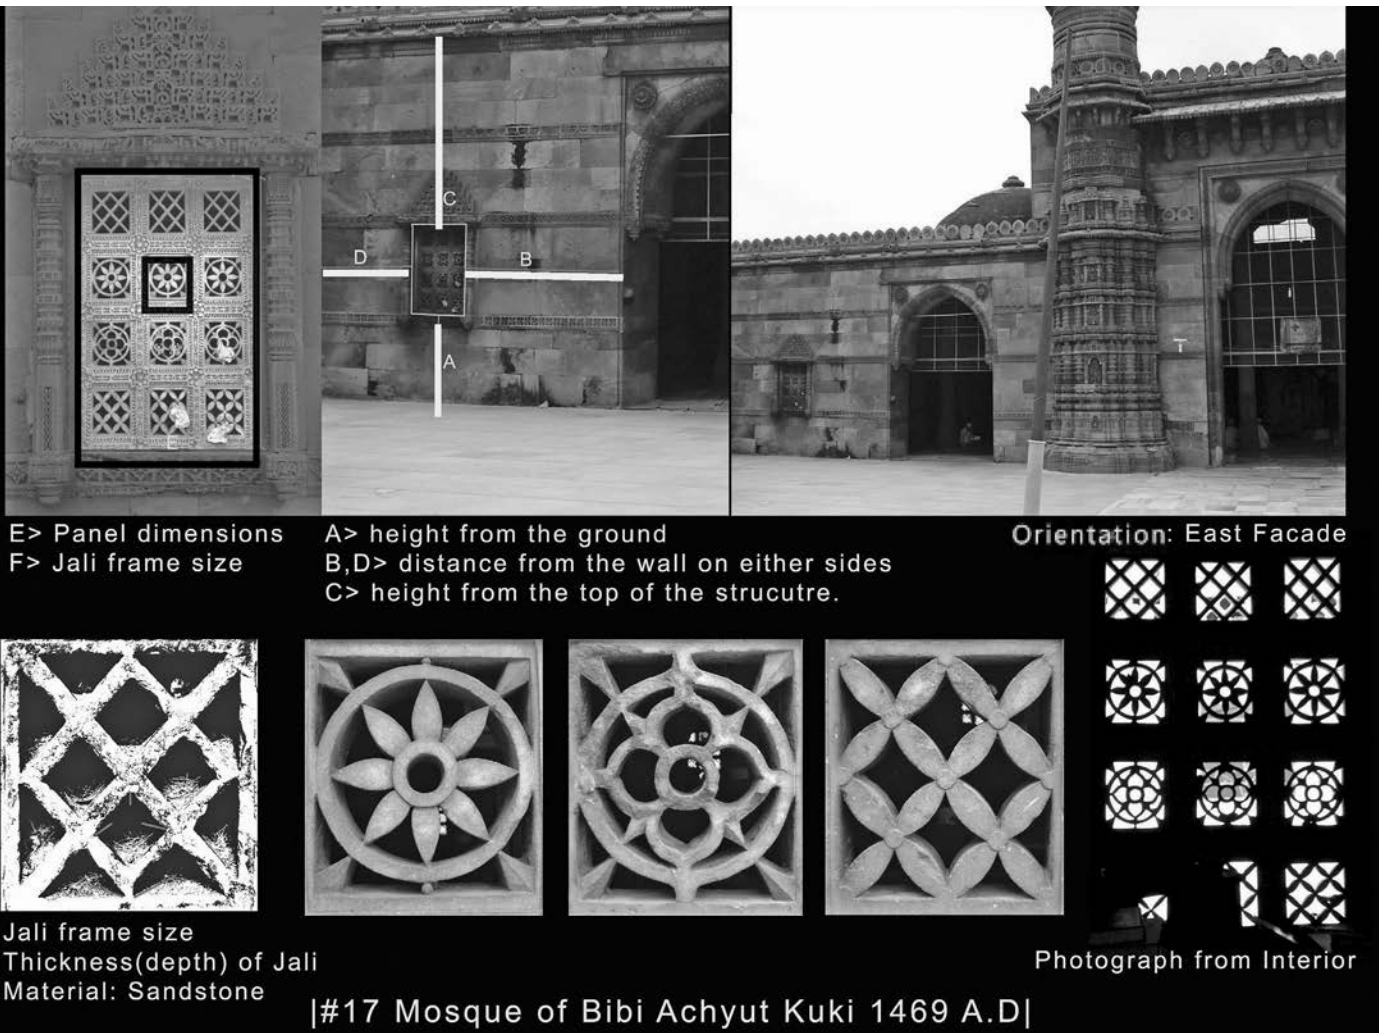 C
D
B
A
T
E
E> Panel dimensions
F> Jali frame size
A> height from the ground
B,D> distance from the wall on either sides
C> height from the top of the strucutre.
Orientation: East Facade
Jali frame size
Thickness(depth) of Jali
Material: Sandstone
Photograph from Interior
|#17 Mosque of Bibi Achyut Kuki 1469 A.D|